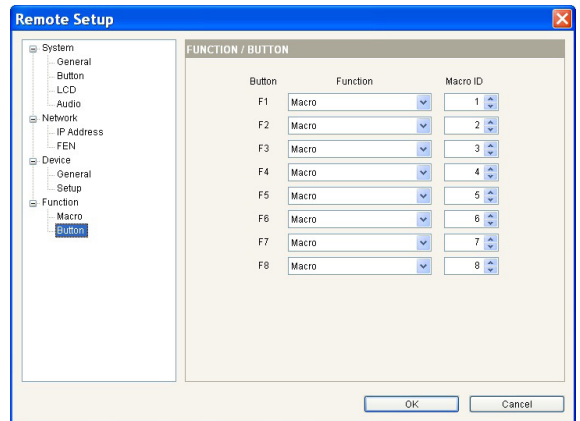 Remote Setup
System
General
Button
LCD
Audio
Network
IP Address
FEN
Device
General
Setup
Function
Macro
Button
FUNCTION / BUTTON
Button Function Macro ID
F1 Macro 1
F2 Macro 2
F3 Macro 3
F4 Macro 4
F5 Macro 5
F6 Macro 6
F7 Macro 7
F8 Macro 8
OK Cancel